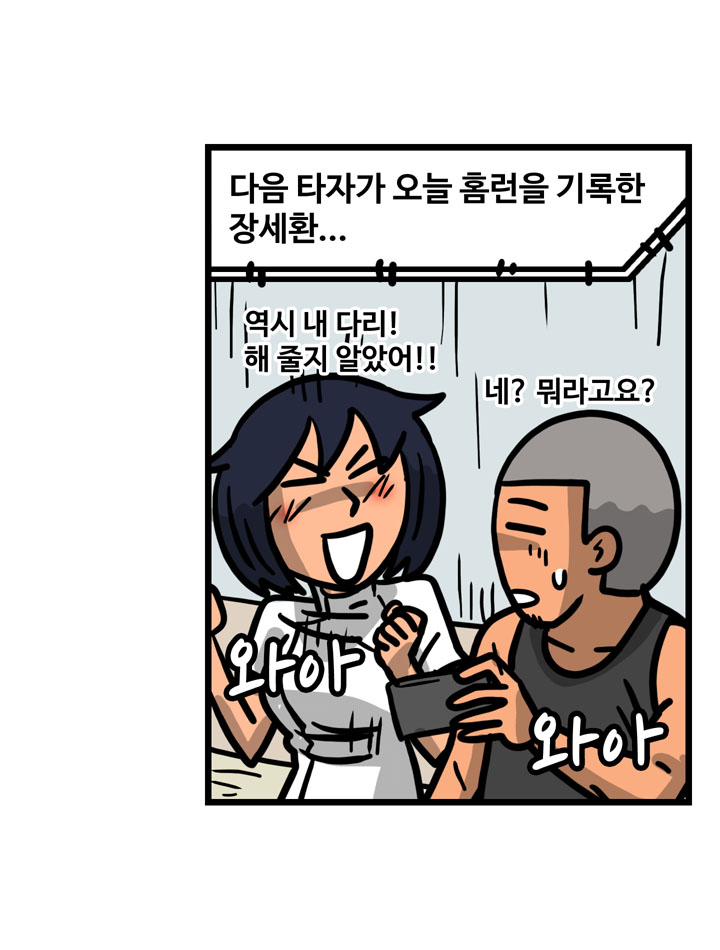 다음 타자가 오늘 홈런을 기록한
장세환...
역시 내 다리!
해 줄지 알았어!!
네? 뭐라고요?
와아
와아